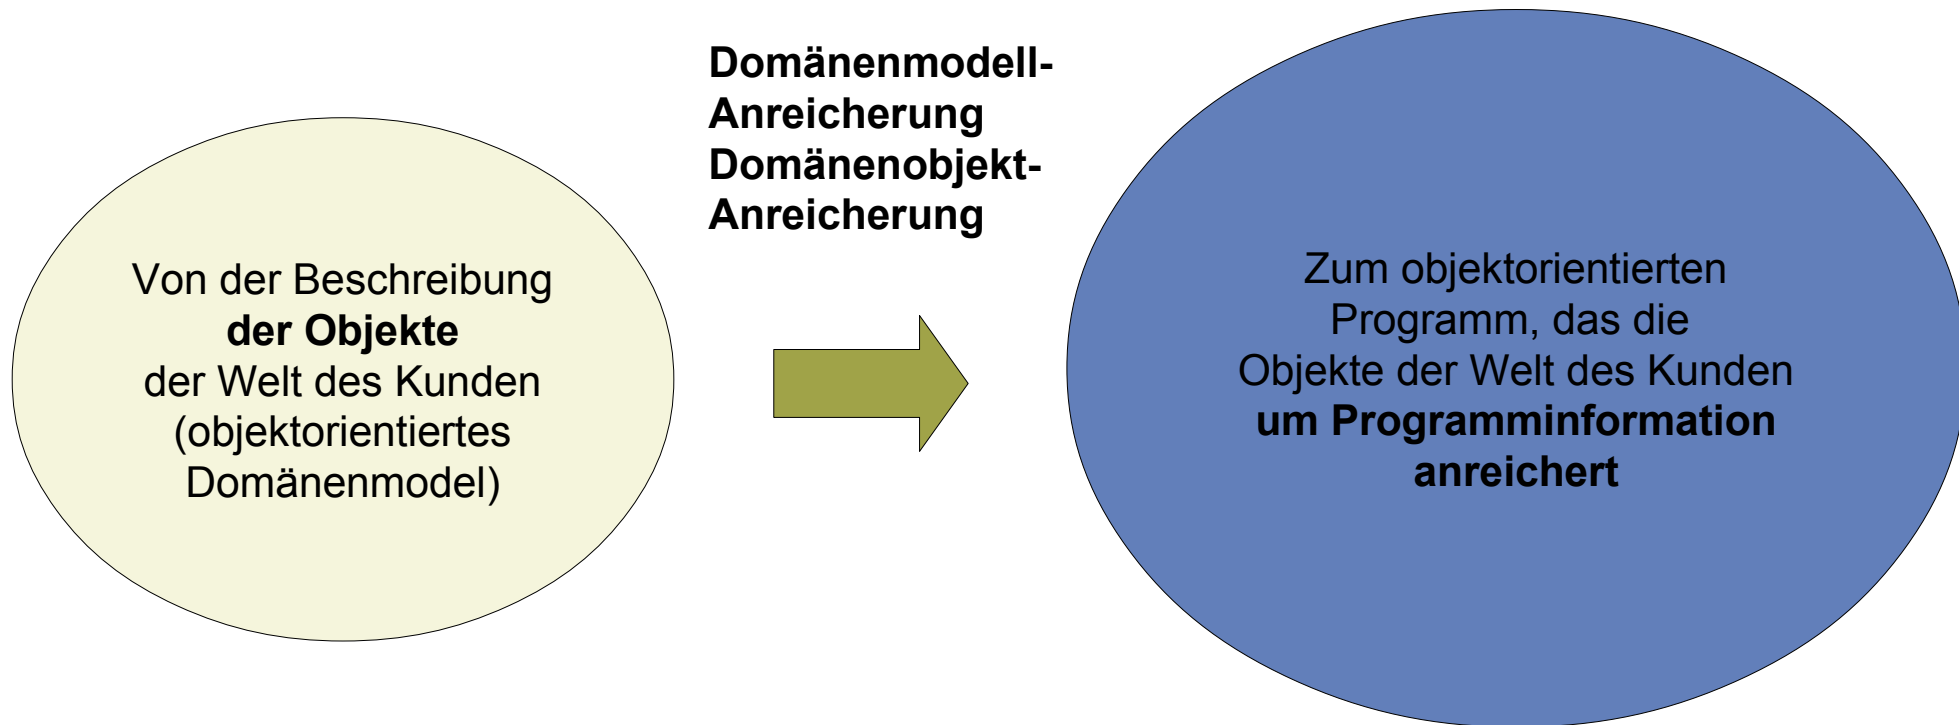 Domänenmodell-
Anreicherung
Domänenobjekt-
Anreicherung
Von der Beschreibung
der Objekte
der Welt des Kunden
(objektorientiertes
Domänenmodel)
Zum objektorientierten
Programm, das die
Objekte der Welt des Kunden
um Programminformation
anreichert